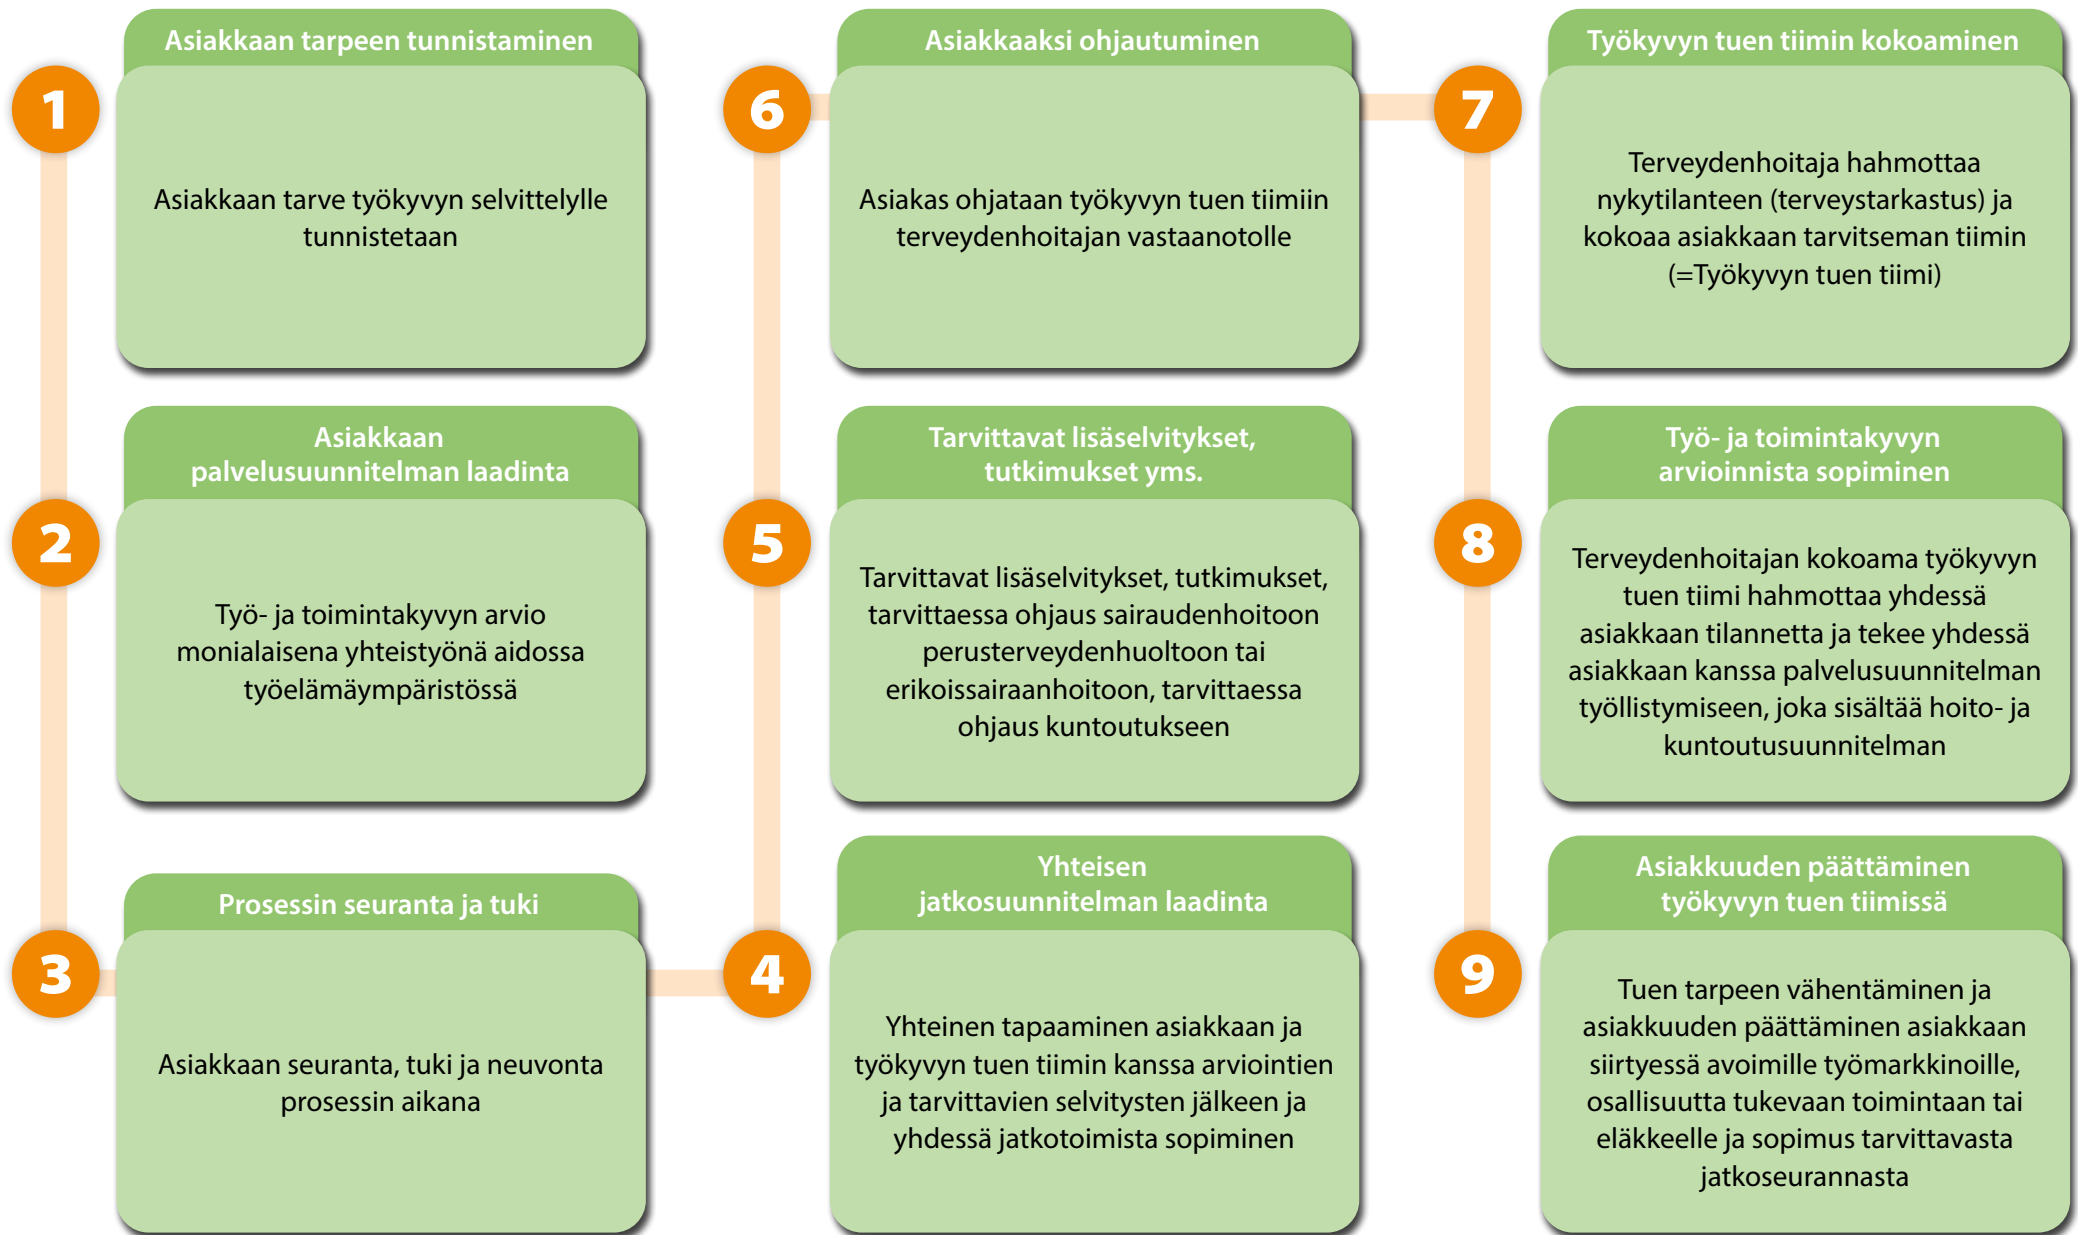 1
Asiakkaan tarpeen tunnistaminen
Asiakkaan tarve työkyvyn selvittelylle
tunnistetaan
2
Asiakkaan
palvelusuunnitelman laadinta
Työ- ja toimintakyvyn arvio
monialaisena yhteistyönä aidossa
työelämäympäristössä
3
Prosessin seuranta ja tuki
Asiakkaan seuranta, tuki ja neuvonta
prosessin aikana
4
Yhteisen
jatkosuunnitelman laadinta
Yhteinen tapaaminen asiakkaan ja
työkyvyn tuen tiimin kanssa arviointien
ja tarvittavien selvitysten jälkeen ja
yhdessä jatkotoimista sopiminen
5
Tarvittavat lisäselvitykset,
tutkimukset yms.
Tarvittavat lisäselvitykset, tutkimukset,
tarvittaessa ohjaus sairaudenhoitoon
perusterveydenhuoltoon tai
erikoissairaanhoitoon, tarvittaessa
ohjaus kuntoutukseen
6
Asiakkaaksi ohjautuminen
Asiakas ohjataan työkyvyn tuen tiimiin
terveydenhoitajan vastaanotolle
7
Työkyvyn tuen tiimin kokoaminen
Terveydenhoitaja hahmottaa
nykytilanteen (terveystarkastus) ja
kokoaa asiakkaan tarvitseman tiimin
(=Työkyvyn tuen tiimi)
8
Työ- ja toimintakyvyn
arvioinnista sopiminen
Terveydenhoitajan kokoama työkyvyn
tuen tiimi hahmottaa yhdessä
asiakkaan tilannetta ja tekee yhdessä
asiakkaan kanssa palvelusuunnitelman
työllistymiseen, joka sisältää hoito- ja
kuntoutusuunnitelman
9
Asiakkuuden päättäminen
työkyvyn tuen tiimissä
Tuen tarpeen vähentäminen ja
asiakkuuden päättäminen asiakkaan
siirtyessä avoimille työmarkkinoille,
osallisuutta tukevaan toimintaan tai
eläkkeelle ja sopimus tarvittavasta
jatkoseurannasta